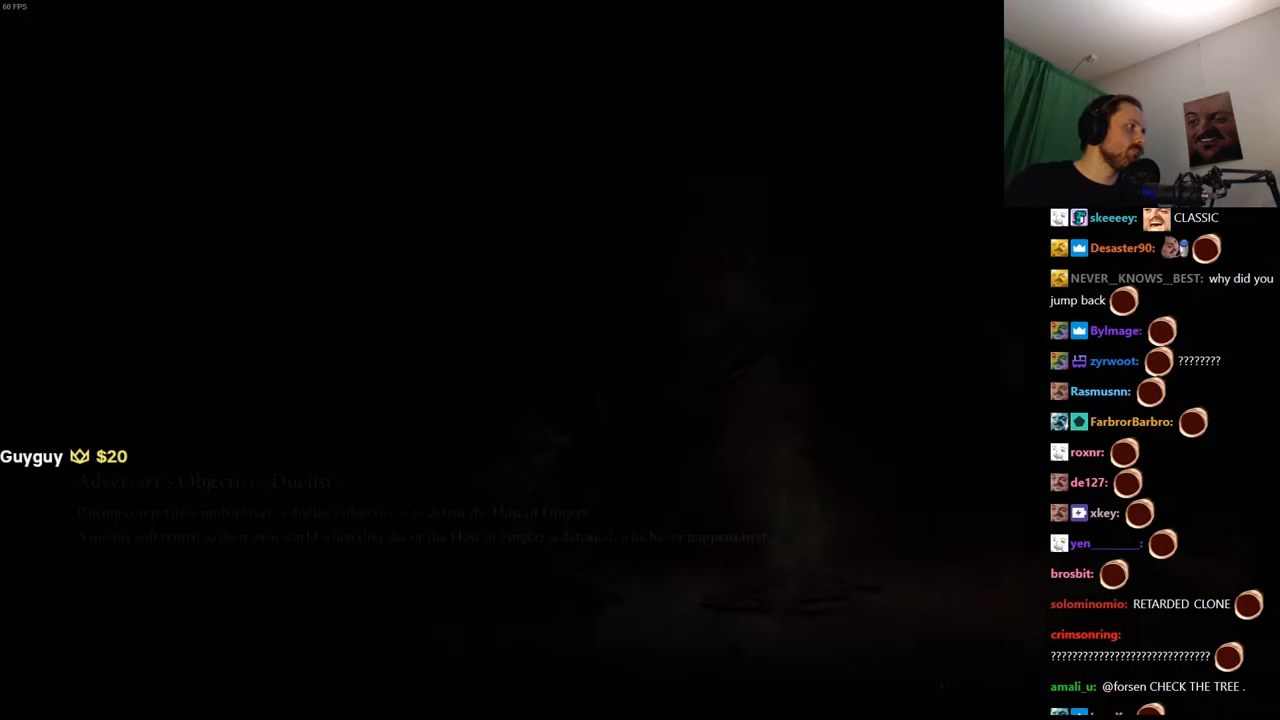 60 FPS
skeeeey: CLASSIC
Desaster90:
NEVER__KNOWS__BEST: why did you
jump back
BylMage:
zyrwoot: ????????
Rasmusnn:
FarbrorBarbro:
roxnr:
Guyguy $20
de127:
Adversary's Objective (Duelist)
During competitive multiplayer, a duelist's objective is to defeat the Host of Fingers.
A duelist will return to their own world when they die or the Host of Fingers is defeated, whichever happens first.
xkey:
yen________:
brosbit:
solominomio: RETARDED CLONE
crimsonring:
??????????????????????????????
amali_u: @forsen CHECK THE TREE .